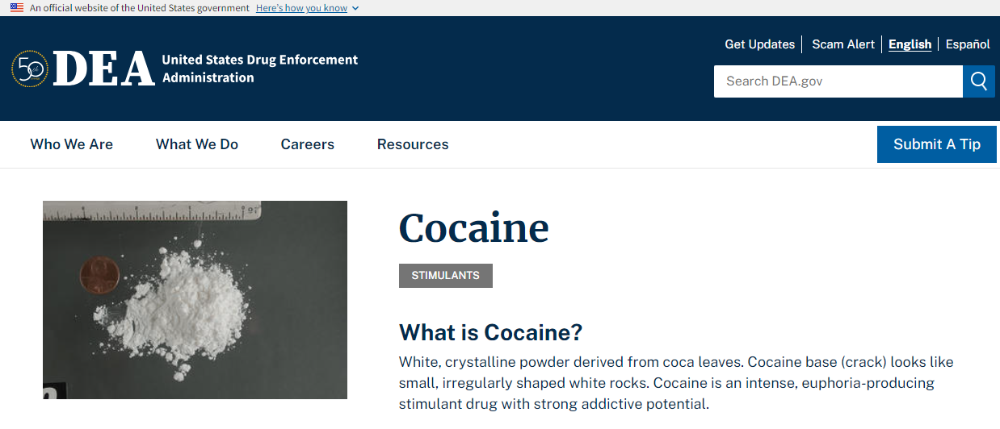 An official website of the United States government Here's how you know
Get Updates Scam Alert English Español
50th DEA United States Drug Enforcement
Administration
Search DEA.gov
Who We Are What We Do Careers Resources Submit A Tip
Cocaine
STIMULANTS
What is Cocaine?
White, crystalline powder derived from coca leaves. Cocaine base (crack) looks like
small, irregularly shaped white rocks. Cocaine is an intense, euphoria-producing
stimulant drug with strong addictive potential.